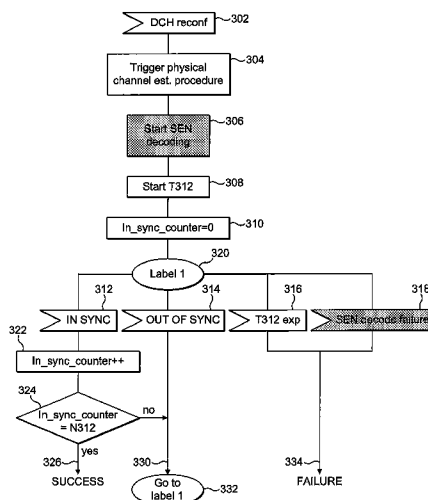 DCH reconf
302
Trigger physical
channel est. procedure
304
Start SEN
decoding
306
Start T312
308
In_sync_counter=0
310
Label 1
320
312
314
316
318
IN SYNC
OUT OF SYNC
T312 exp
SEN decode failure
322
In_sync_counter++
324
In_sync_counter
= N312
no
yes
326
330
334
SUCCESS
Go to
label 1
332
FAILURE